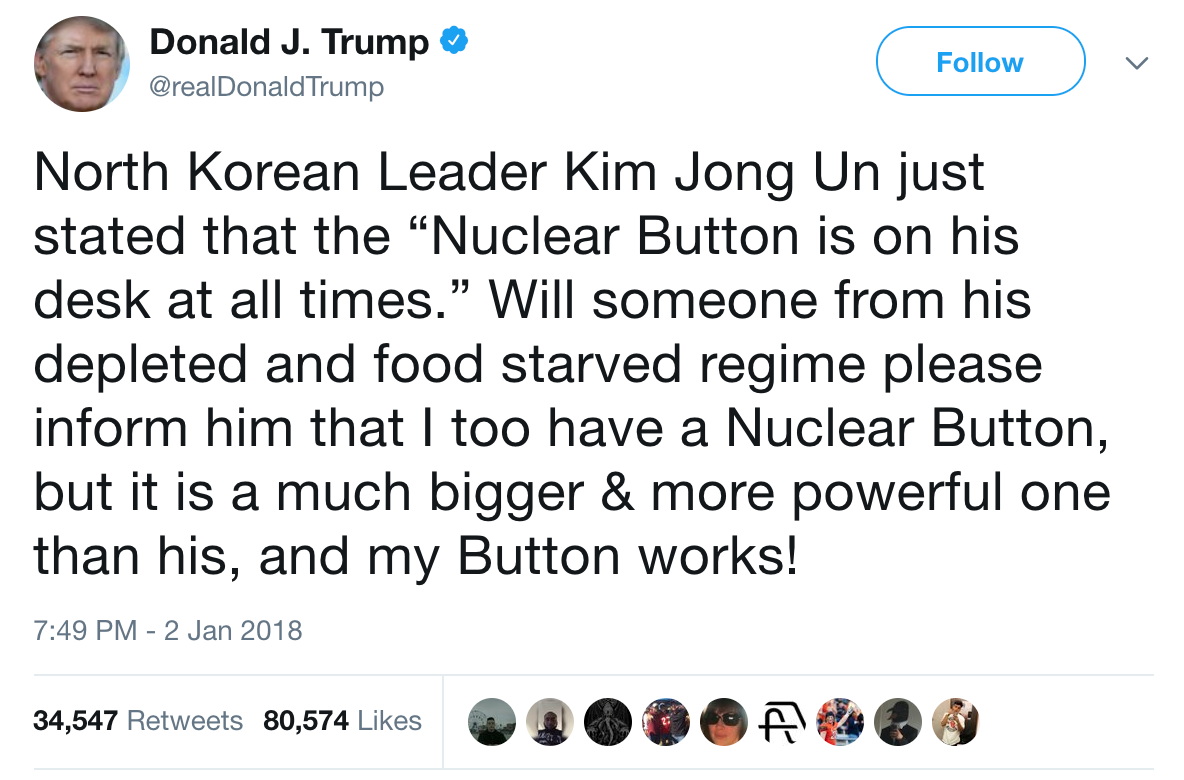 Donald J. Trump
@realDonaldTrump
Follow
North Korean Leader Kim Jong Un just
stated that the “Nuclear Button is on his
desk at all times.” Will someone from his
depleted and food starved regime please
inform him that I too have a Nuclear Button,
but it is a much bigger & more powerful one
than his, and my Button works!
7:49 PM - 2 Jan 2018
34,547 Retweets 80,574 Likes